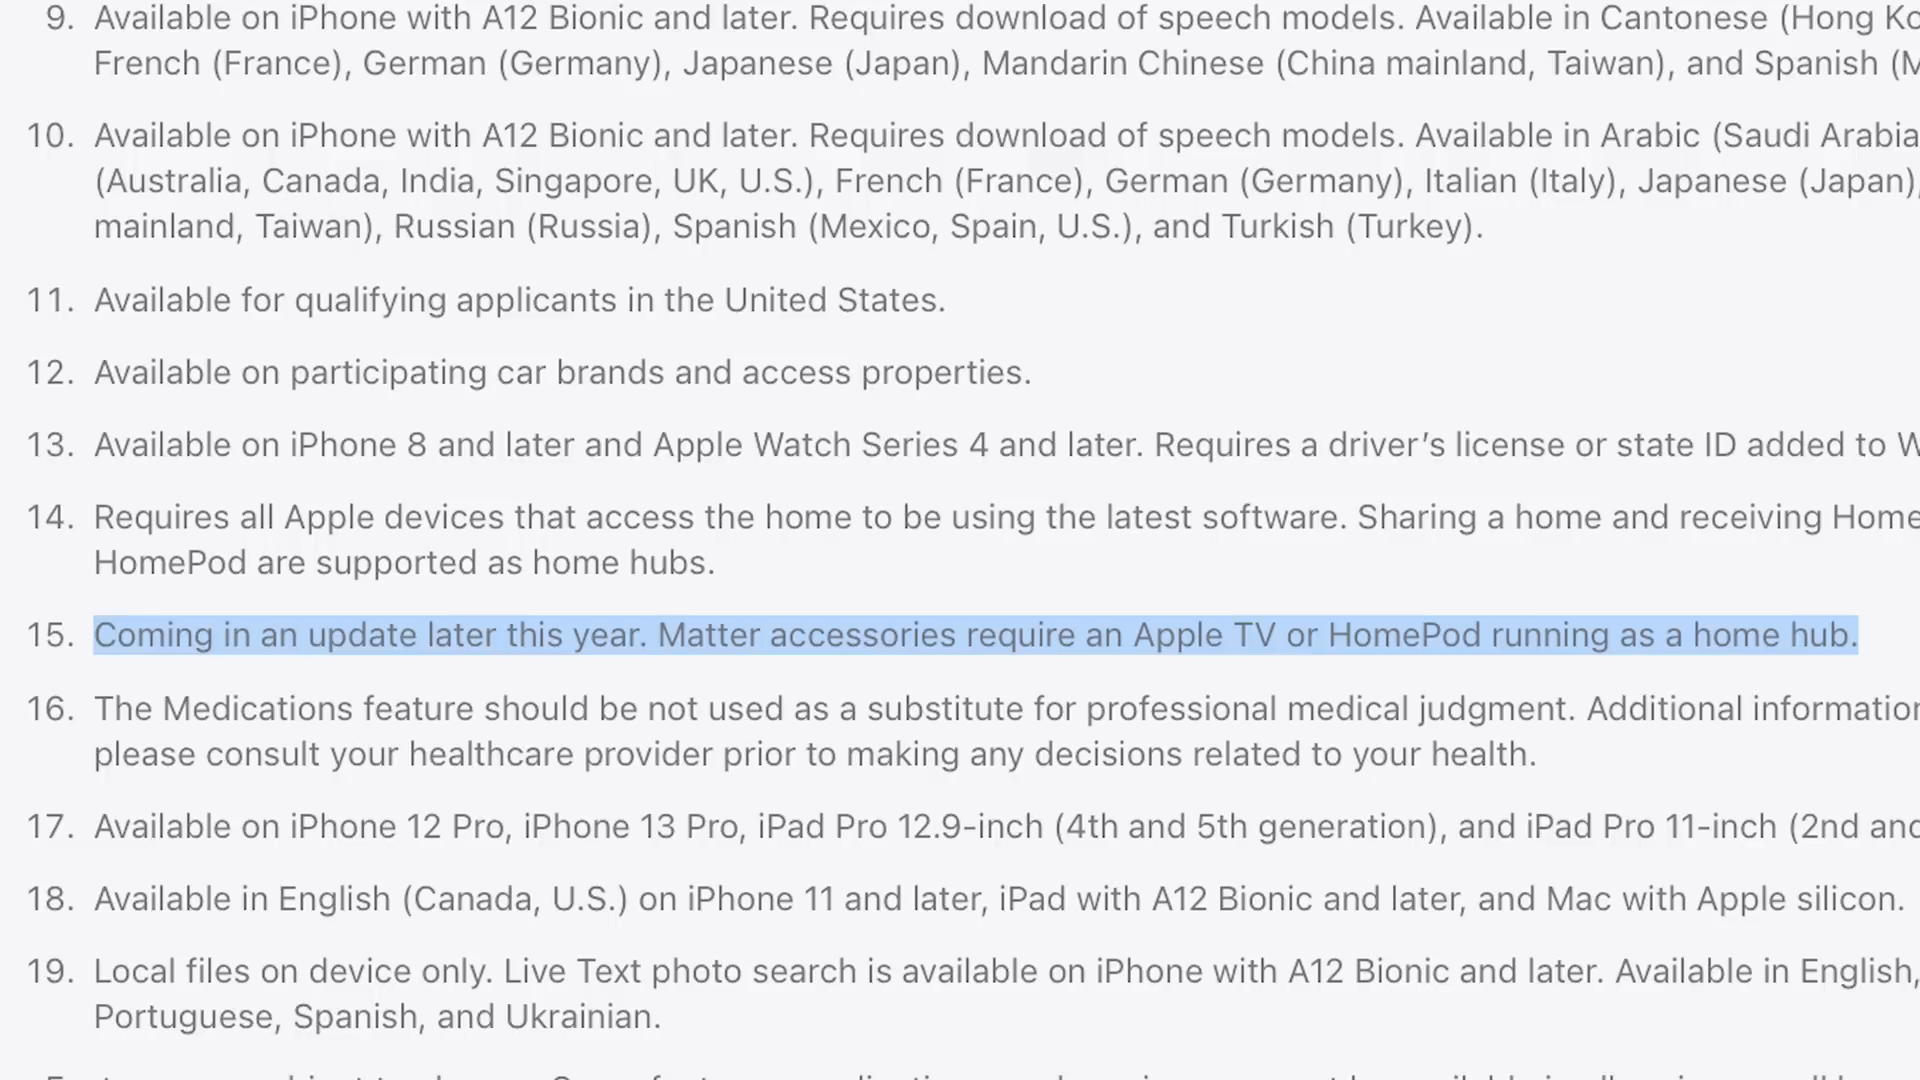 9. Available on iPhone with A12 Bionic and later. Requires download of speech models. Available in Cantonese (Hong
French (France), German (Germany), Japanese (Japan), Mandarin Chinese (China mainland, Taiwan), and Spanish
10. Available on iPhone with A12 Bionic and later. Requires download of speech models. Available in Arabic (Saudi Arabia
(Australia, Canada, India, Singapore, UK, U.S.), French (France), German (Germany), Italian (Italy), Japanese (Japan),
mainland, Taiwan), Russian (Russia), Spanish (Mexico, Spain, U.S.), and Turkish (Turkey).
11. Available for qualifying applicants in the United States.
12. Available on participating car brands and access properties.
13. Available on iPhone 8 and later and Apple Watch Series 4 and later. Requires a driver’s license or state ID added to
14. Requires all Apple devices that access the home to be using the latest software. Sharing a home and receiving Home
HomePod are supported as home hubs.
15. Coming in an update later this year. Matter accessories require an Apple TV or HomePod running as a home hub.
16. The Medications feature should be not used as a substitute for professional medical judgment. Additional information
please consult your healthcare provider prior to making any decisions related to your health.
17. Available on iPhone 12 Pro, iPhone 13 Pro, iPad Pro 12.9-inch (4th and 5th generation), and iPad Pro 11-inch (2nd and
18. Available in English (Canada, U.S.) on iPhone 11 and later, iPad with A12 Bionic and later, and Mac with Apple silicon.
19. Local files on device only. Live Text photo search is available on iPhone with A12 Bionic and later. Available in English,
Portuguese, Spanish, and Ukrainian.